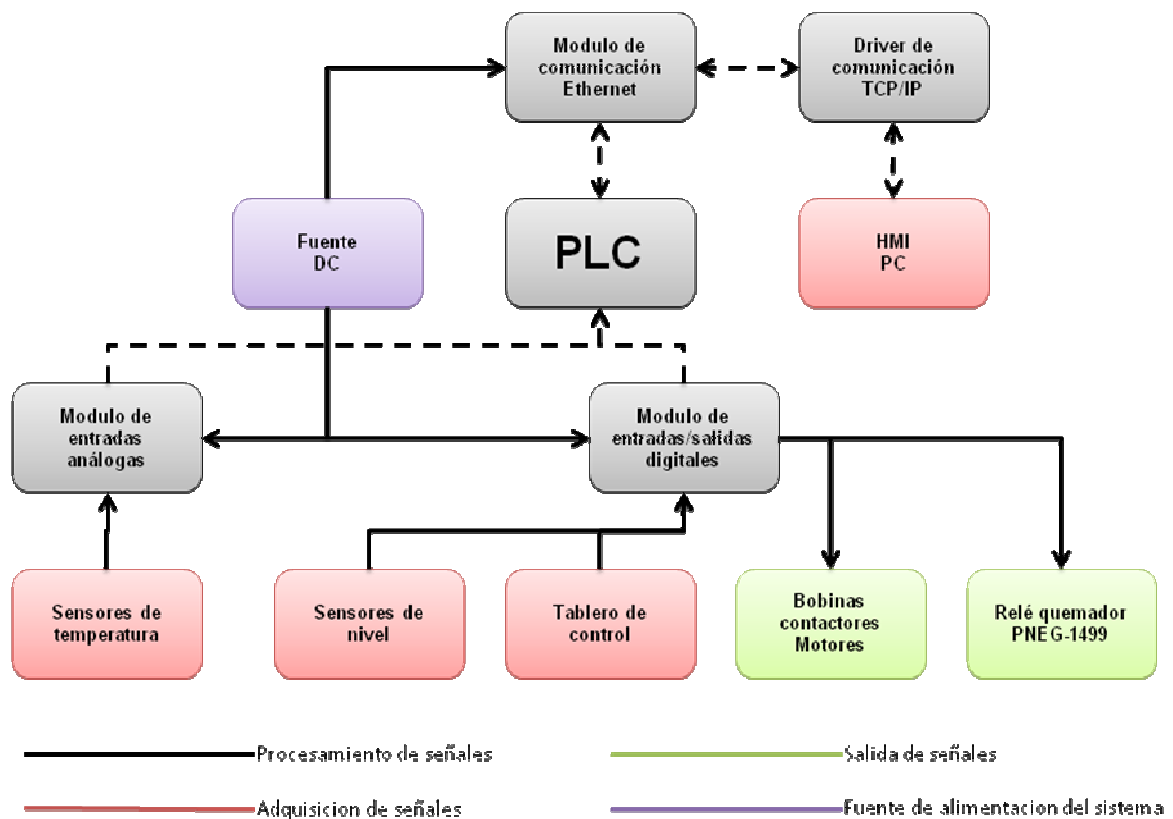 Modulo de
comunicación
Ethernet
Driver de
comunicación
TCP/IP
Fuente
DC
PLC
HMI
PC
Modulo de
entradas
análogas
Modulo de
entradas/salidas
digitales
Sensores de
temperatura
Sensores de
nivel
Tablero de
control
Bobinas
contactores
Motores
Relé quemador
PNEG-1499
Procesamiento de señales
Salida de señales
Adquisicion de señales
Fuente de alimentacion del sistema